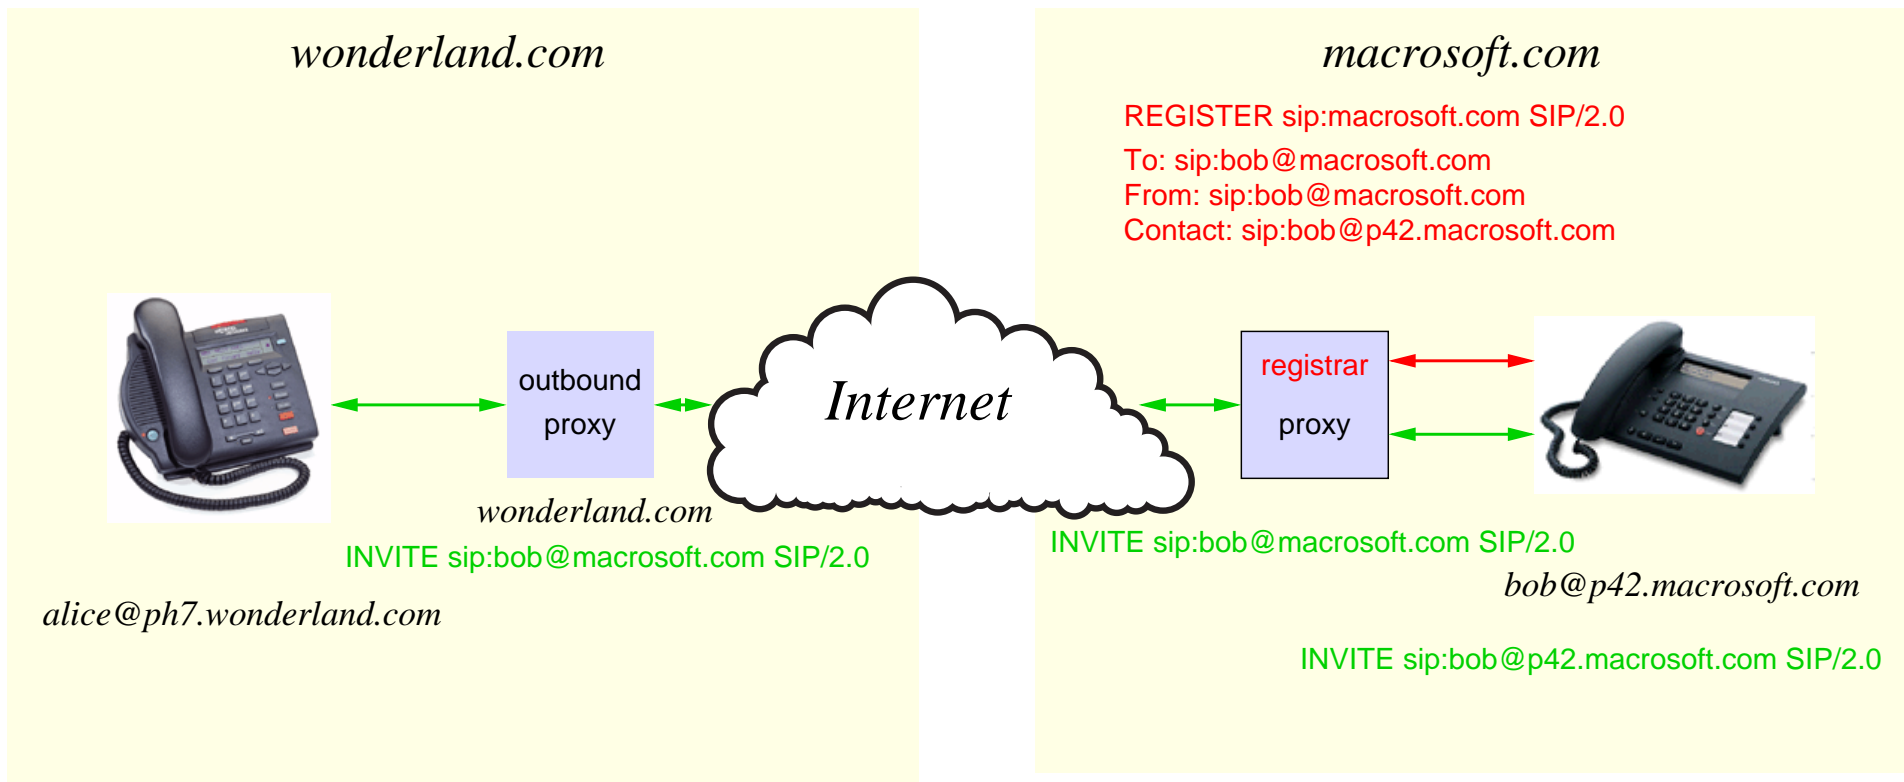 wonderland.com
macrosoft.com
REGISTER sip:macrosoft.com SIP/2.0
To: sip:bob@macrosoft.com
From: sip:bob@macrosoft.com
Contact: sip:bob@p42.macrosoft.com
outbound
proxy
Internet
registrar
proxy
wonderland.com
INVITE sip:bob@macrosoft.com SIP/2.0
INVITE sip:bob@macrosoft.com SIP/2.0
bob@p42.macrosoft.com
alice@ph7.wonderland.com
INVITE sip:bob@p42.macrosoft.com SIP/2.0